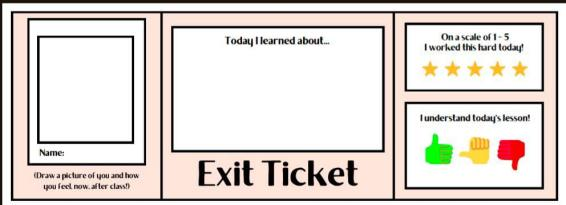 Name:
(Draw a picture of you and how
you feel, now, after class!)
Today I learned about...
Exit Ticket
On a scale of 1 - 5
I worked this hard today!
I understand today's lesson!